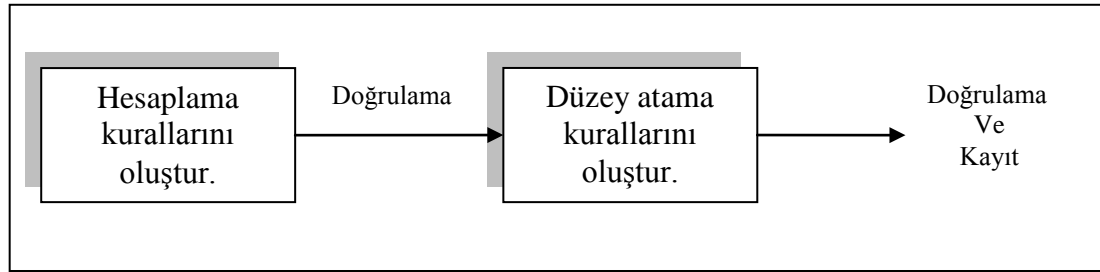 Hesaplama
kurallarını
oluştur.
Doğrulama
Düzey atama
kurallarını
oluştur.
Doğrulama
Ve
Kayıt